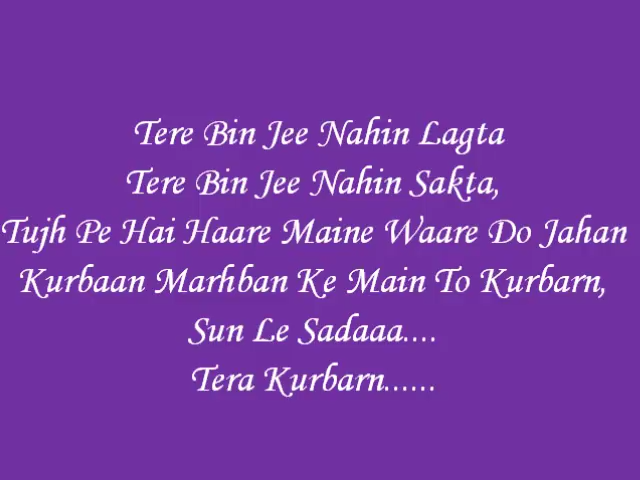 Tere Bin Jee Nahin Lagta
Tere Bin Jee Nahin Sakta,
Tujh Pe Hai Haare Maine Waare Do Jahan
Kurbaan Marhban Ke Main To Kurbarn,
Sun Le Sadaaa....
Tera Kurbarn......